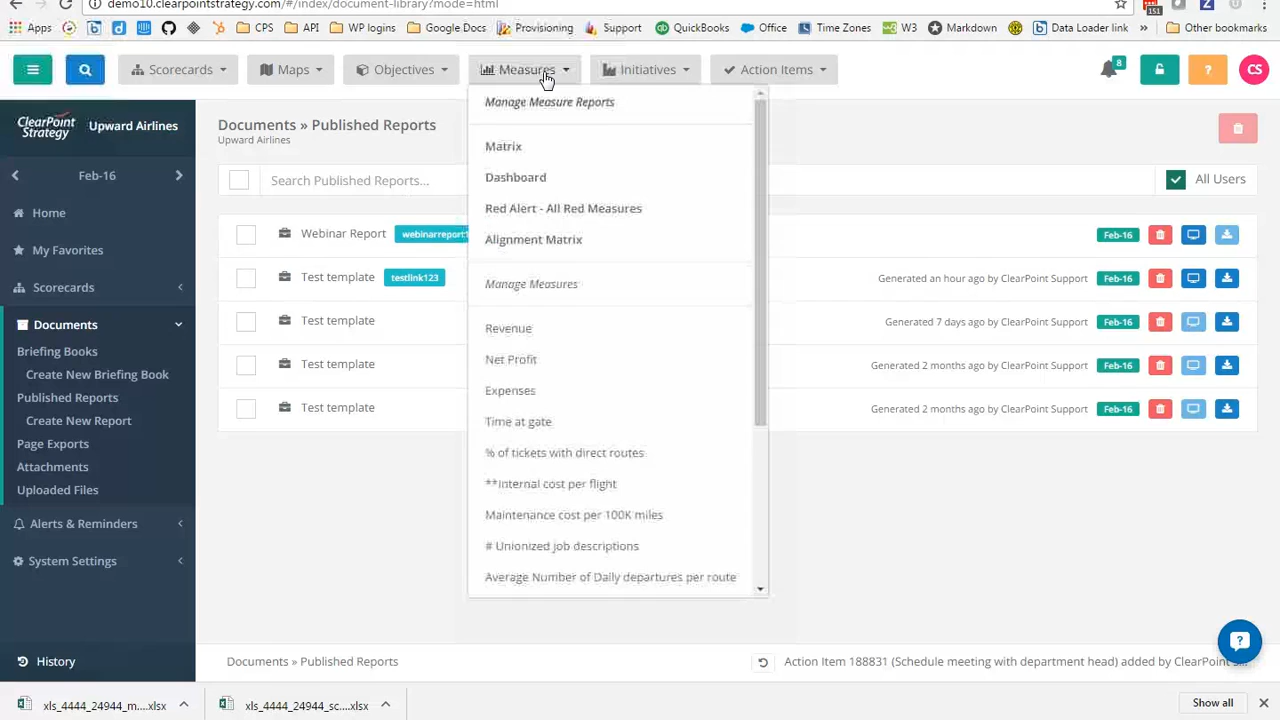 demo10.clearpointstrategy.com/#/index/document-library?mode=html
151
Apps
CPS
API
WP logins
Google Docs
Provisioning
Support
QuickBooks
Office
Time Zones
W3
Markdown
Data Loader link
»
Other bookmarks
Scorecards
Maps
Objectives
Measures
Initiatives
Action Items
8
?
CS
ClearPoint Strategy
Upward Airlines
Feb-16
Home
My Favorites
Scorecards
Documents
Briefing Books
Create New Briefing Book
Published Reports
Create New Report
Page Exports
Attachments
Uploaded Files
Alerts & Reminders
System Settings
History
Documents » Published Reports
Upward Airlines
Search Published Reports...
All Users
Webinar Report webinarreport1
Feb-16
Test template testlink123
Generated an hour ago by ClearPoint Support Feb-16
Test template
Generated 7 days ago by ClearPoint Support Feb-16
Test template
Generated 2 months ago by ClearPoint Support Feb-16
Test template
Generated 2 months ago by ClearPoint Support Feb-16
Manage Measure Reports
Matrix
Dashboard
Red Alert - All Red Measures
Alignment Matrix
Manage Measures
Revenue
Net Profit
Expenses
Time at gate
% of tickets with direct routes
**Internal cost per flight
Maintenance cost per 100K miles
# Unionized job descriptions
Average Number of Daily departures per route
Documents » Published Reports
Action Item 188831 (Schedule meeting with department head) added by ClearPoint S...
xls_4444_24944_m....xlsx
xls_4444_24944_sc....xlsx
Show all